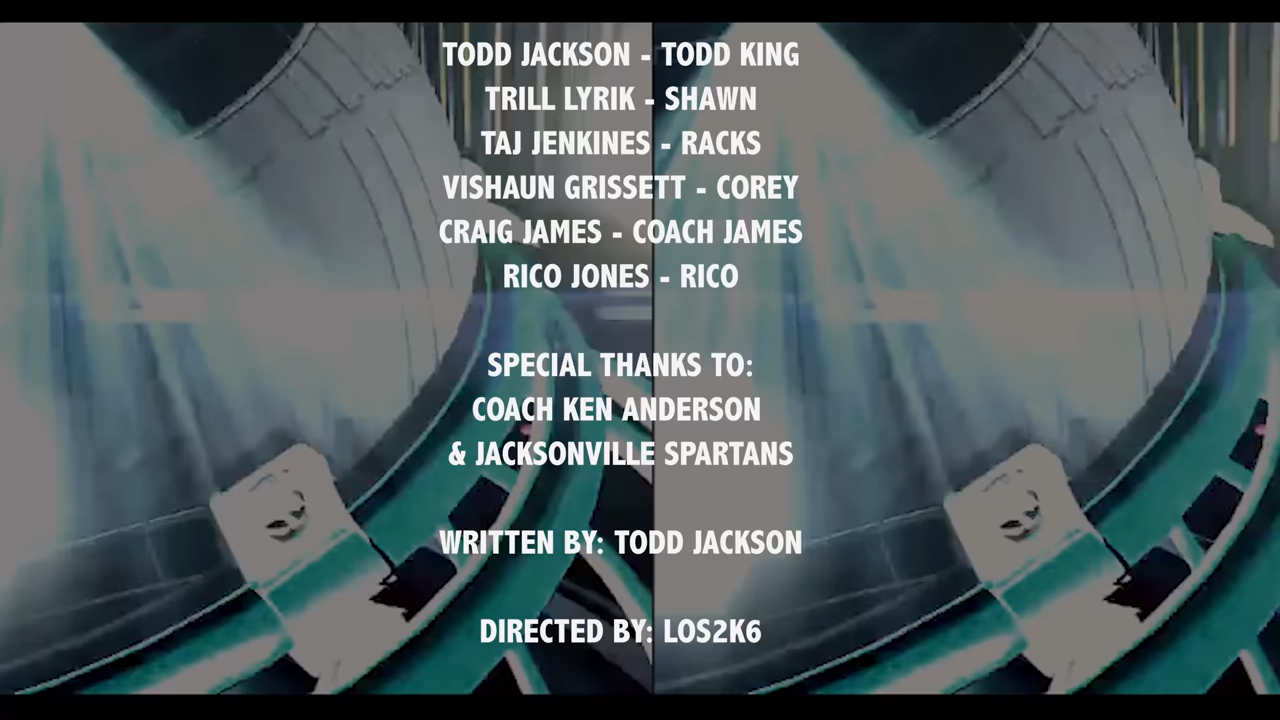 TODD JACKSON - TODD KING
TRILL LYRIK - SHAWN
TAJ JENKINES - RACKS
VISHAUN GRISSETT - COREY
CRAIG JAMES - COACH JAMES
RICO JONES - RICO
SPECIAL THANKS TO:
COACH KEN ANDERSON
& JACKSONVILLE SPARTANS
WRITTEN BY: TODD JACKSON
DIRECTED BY: LOS2K6